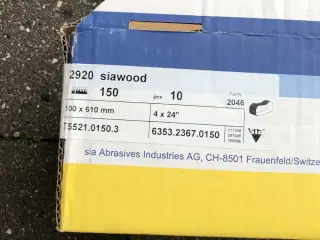 2920 siawood
150 pcs 10 Form 2046
100 x 610 mm 4 x 24"
T5521.0150.3 6353.2367.0150
sia Abrasives Industries AG, CH-8501 Frauenfeld/Switze